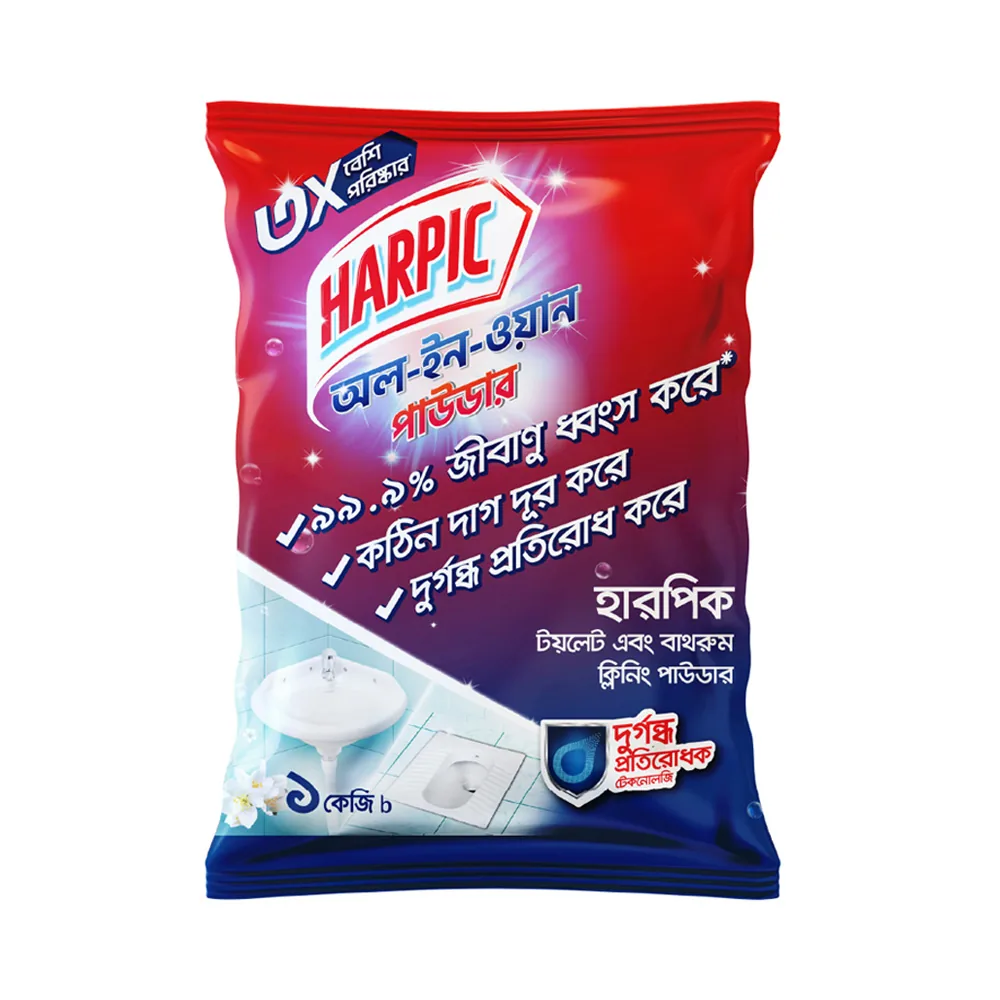 ৩X বেশি
পরিষ্কার
HARPIC
অল-ইন-ওয়ান
পাউডার
৯৯.৯% জীবাণু ধ্বংস করে*
কঠিন দাগ দূর করে
দুর্গন্ধ প্রতিরোধ করে
হারপিক
টয়লেট এবং বাথরুম
ক্লিনিং পাউডার
দুর্গন্ধ
প্রতিরোধক
টেকনোলজি
১ কেজি b